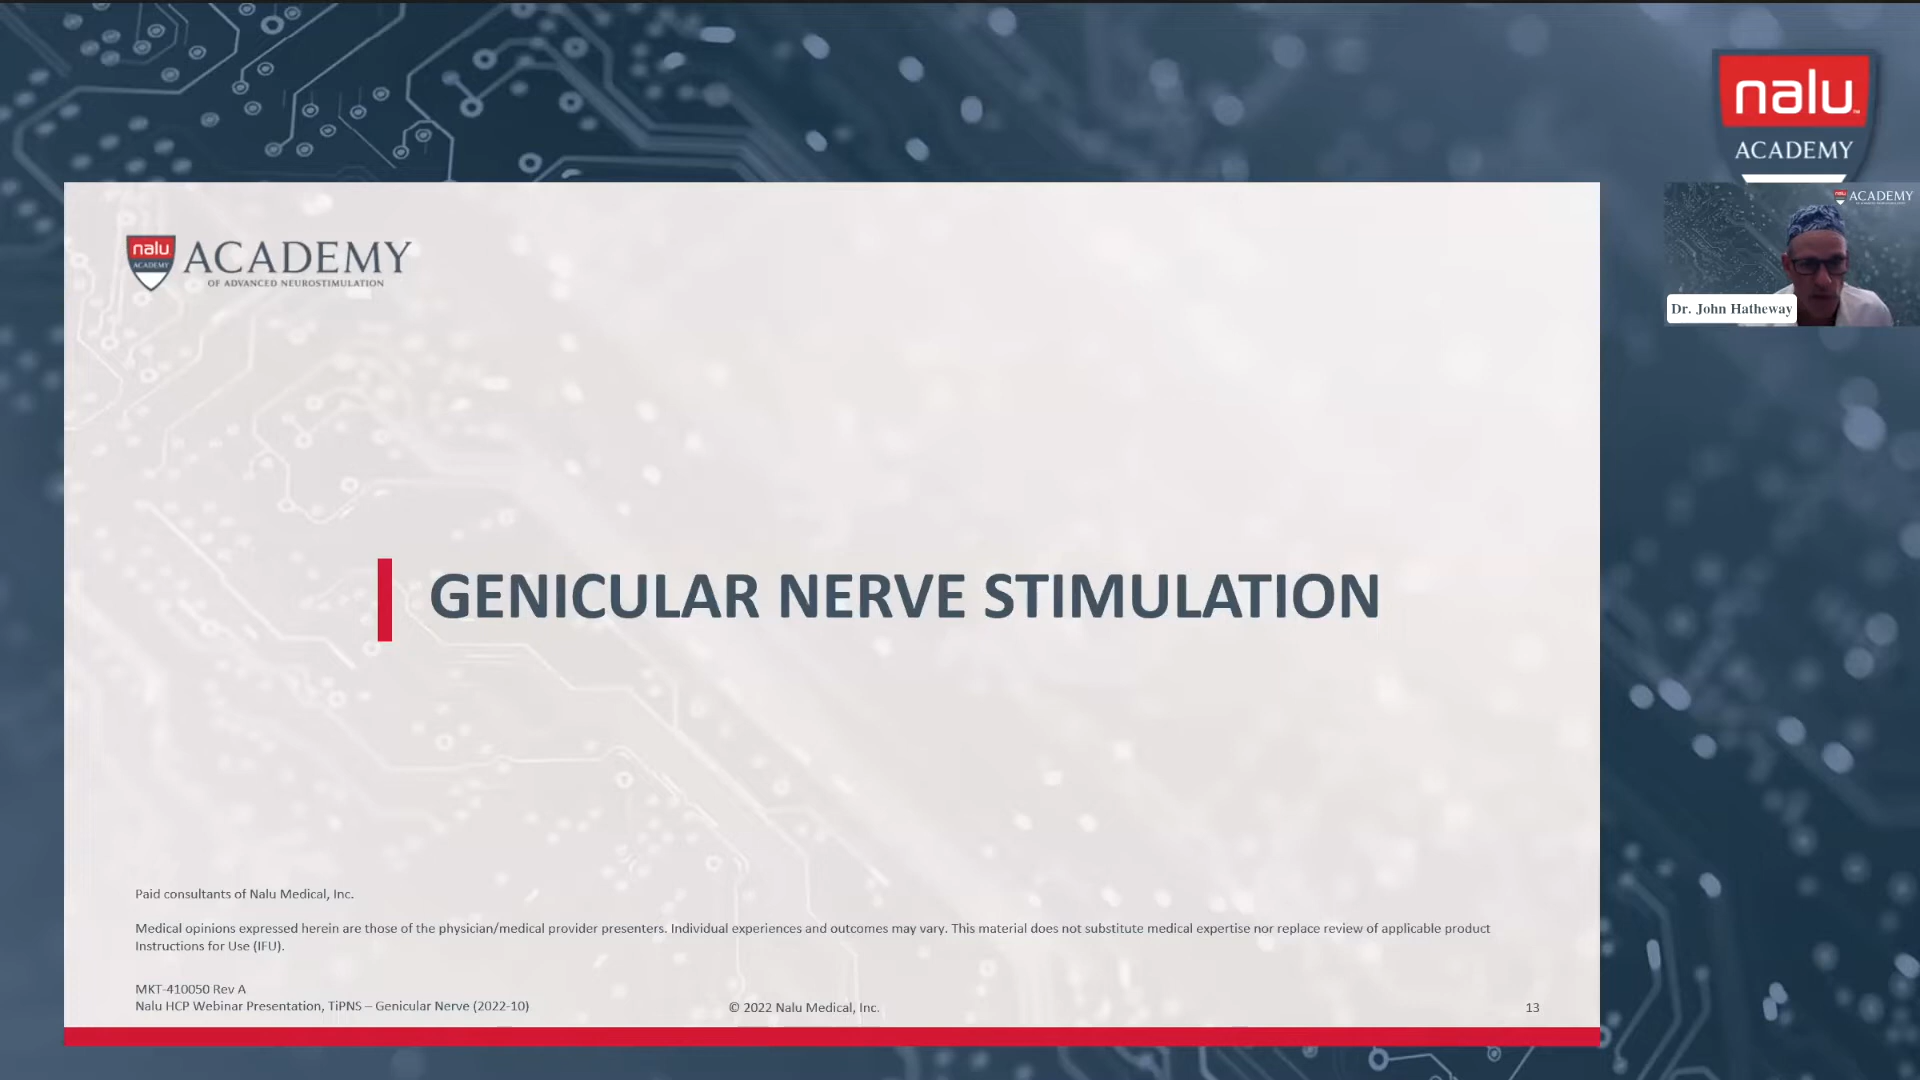 nalu™
ACADEMY
ACADEMY
Dr. John Hatheway
nalu
ACADEMY
ACADEMY
OF ADVANCED NEUROSTIMULATION
GENICULAR NERVE STIMULATION
Paid consultants of Nalu Medical, Inc.
Medical opinions expressed herein are those of the physician/medical provider presenters. Individual experiences and outcomes may vary. This material does not substitute medical expertise nor replace review of applicable product
Instructions for Use (IFU).
MKT-410050 Rev A
Nalu HCP Webinar Presentation, TiPNS – Genicular Nerve (2022-10)
© 2022 Nalu Medical, Inc.
13